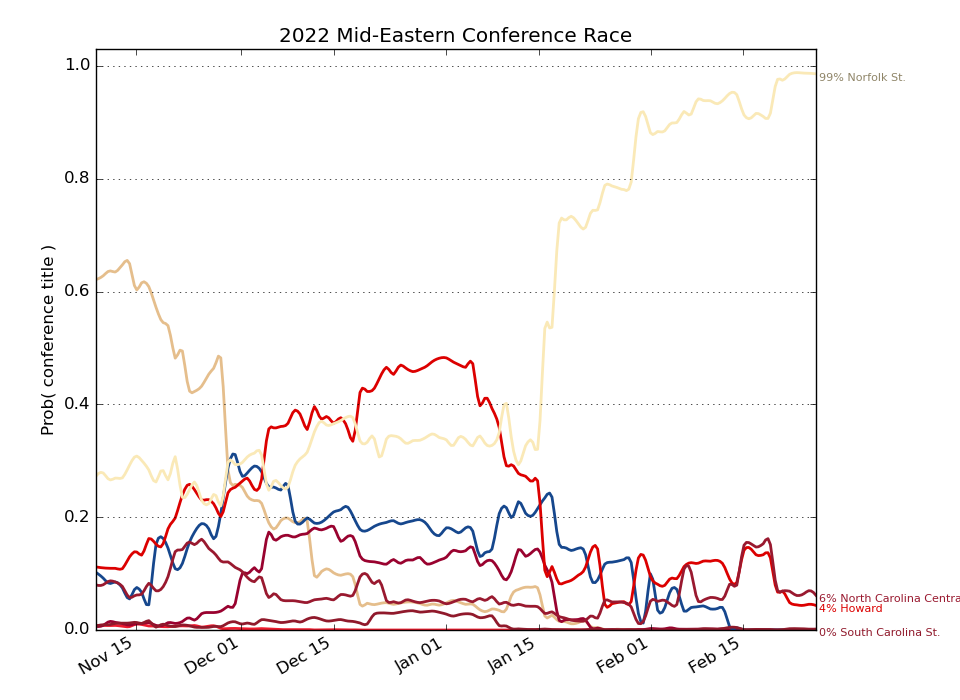 2022 Mid-Eastern Conference Race
Prob( conference title )
1.0
0.8
0.6
0.4
0.2
0.0
99% Norfolk St.
6% North Carolina Centra
4% Howard
0% South Carolina St.
Nov 15
Dec 01
Dec 15
Jan 01
Jan 15
Feb 01
Feb 15